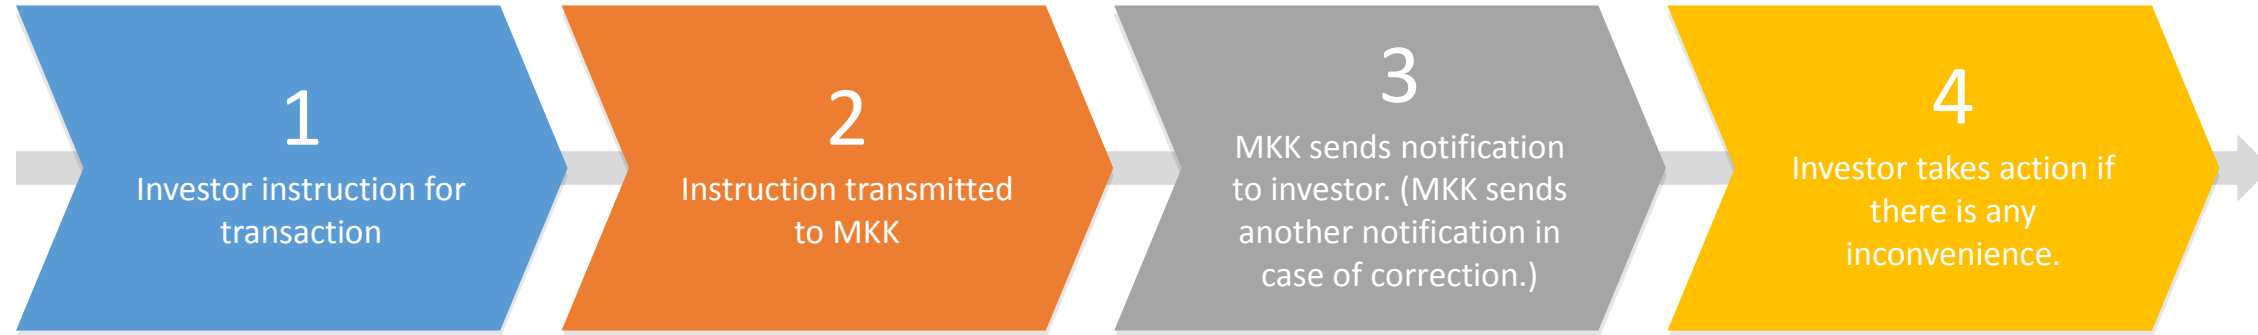 1
Investor instruction for
transaction
2
Instruction transmitted
to MKK
3
MKK sends notification
to investor. (MKK sends
another notification in
case of correction.)
4
Investor takes action if
there is any
inconvenience.